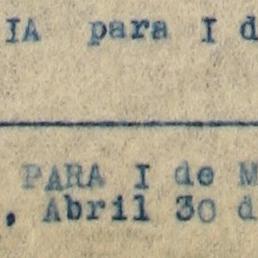 IA para I d
PARA I de M
. Abril 30 d